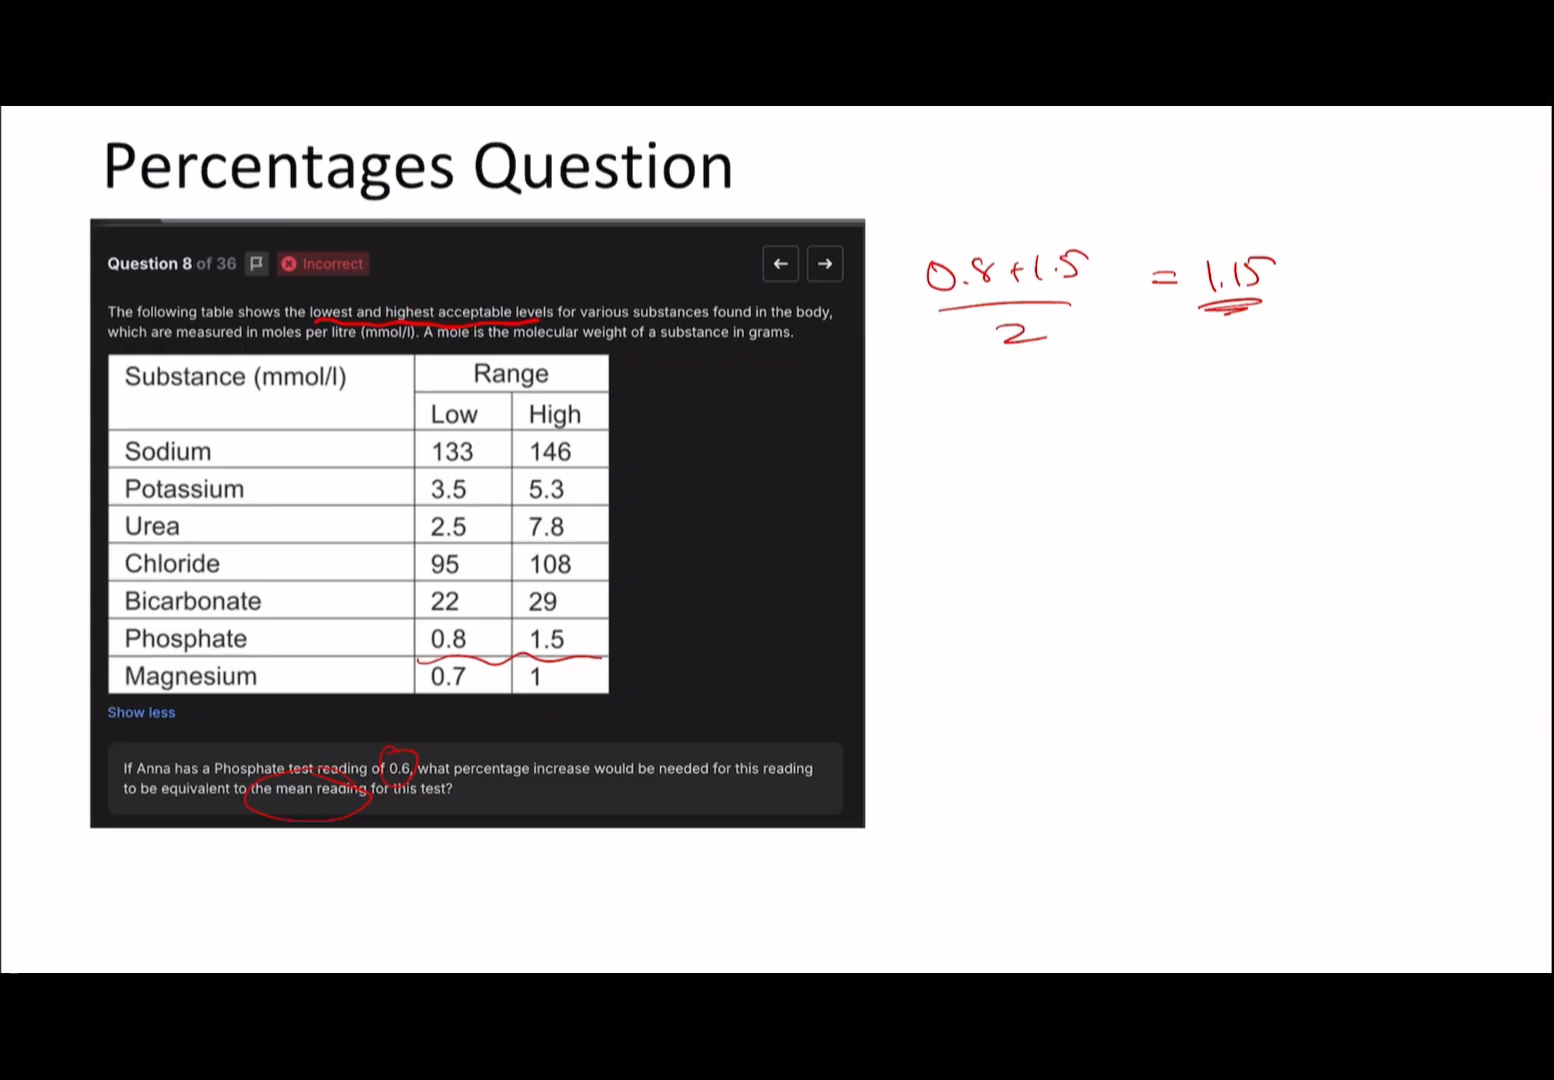 Percentages Question
Question 8 of 36 Incorrect
The following table shows the lowest and highest acceptable levels for various substances found in the body,
which are measured in moles per litre (mmol/l). A mole is the molecular weight of a substance in grams.
Substance (mmol/l) Range
Low High
Sodium 133 146
Potassium 3.5 5.3
Urea 2.5 7.8
Chloride 95 108
Bicarbonate 22 29
Phosphate 0.8 1.5
Magnesium 0.7 1
Show less
If Anna has a Phosphate test reading of 0.6, what percentage increase would be needed for this reading
to be equivalent to the mean reading for this test?
0.8+1.5 = 1.15
2